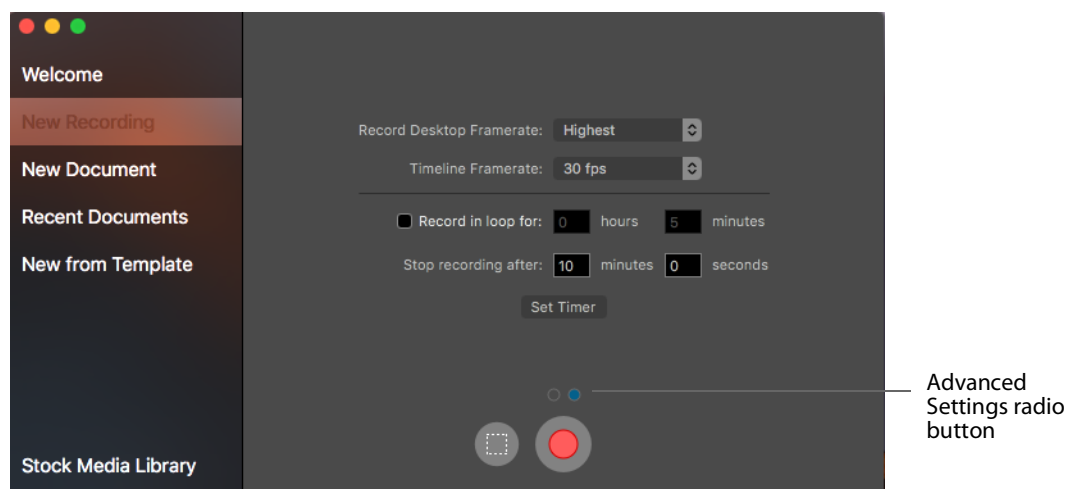 Welcome
New Recording
New Document
Recent Documents
New from Template
Stock Media Library
Record Desktop Framerate: Highest
Timeline Framerate: 30 fps
Record in loop for: 0 hours 5 minutes
Stop recording after: 10 minutes 0 seconds
Set Timer
Advanced
Settings radio
button